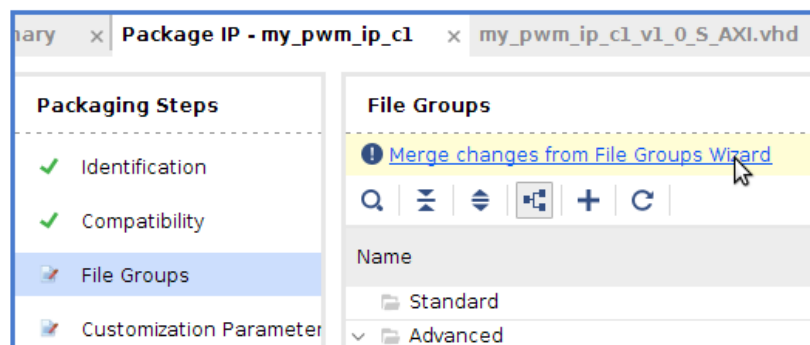 nary
Package IP - my_pwm_ip_c1
my_pwm_ip_c1_v1_0_S_AXI.vhd
Packaging Steps
Identification
Compatibility
File Groups
Customization Parameter
File Groups
Merge changes from File Groups Wizard
Name
Standard
Advanced